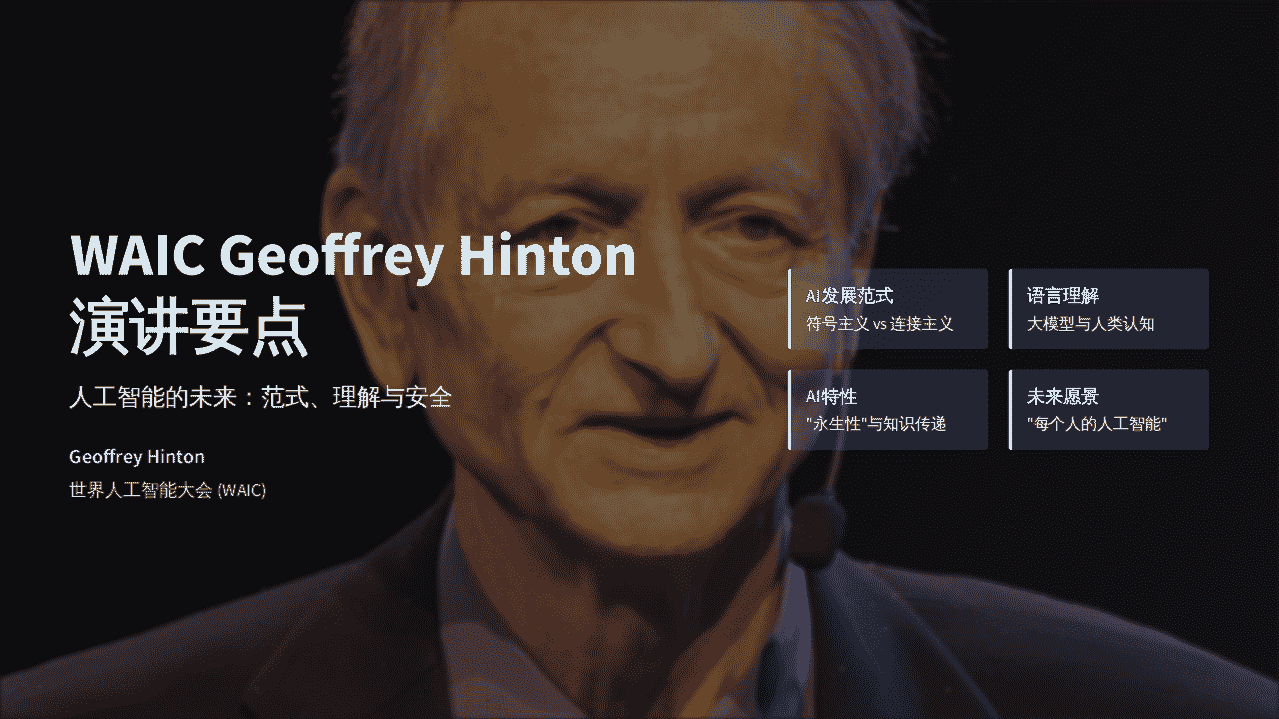 WAIC Geoffrey Hinton
演讲要点
人工智能的未来：范式、理解与安全
Geoffrey Hinton
世界人工智能大会 (WAIC)
AI发展范式
符号主义 vs 连接主义
语言理解
大模型与人类认知
AI特性
"永生性"与知识传递
未来愿景
"每个人的人工智能"